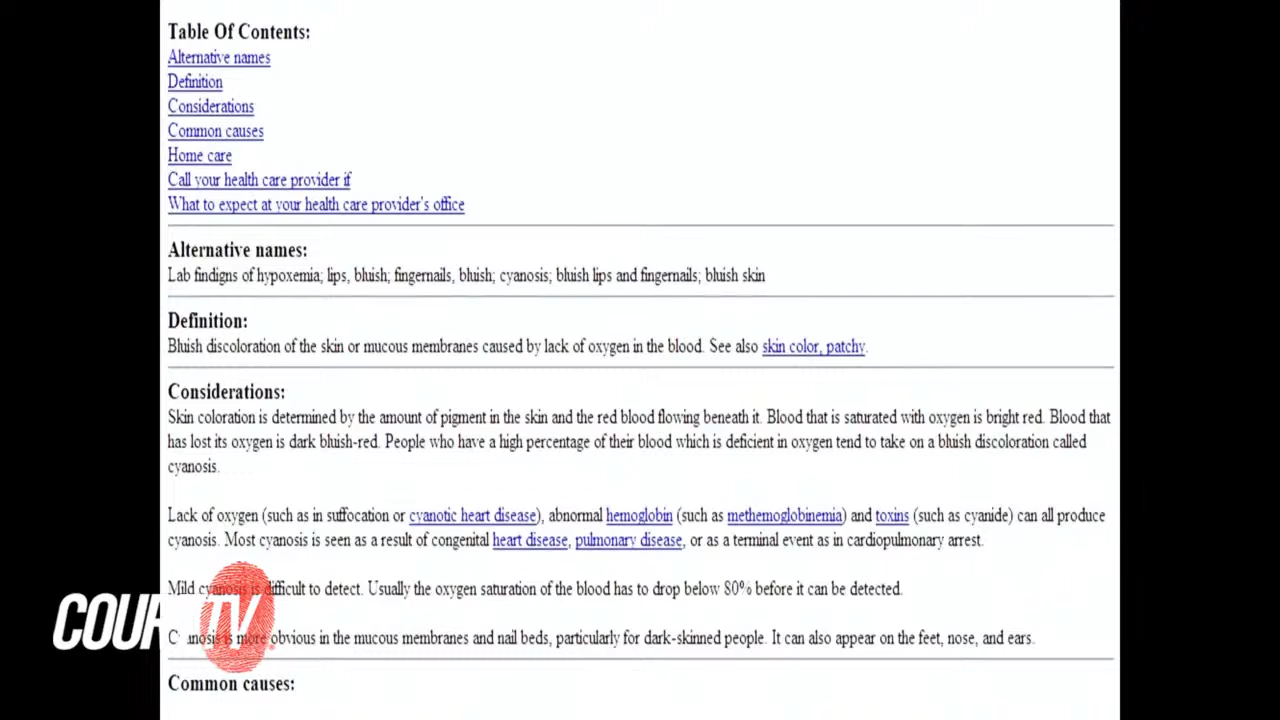 Table Of Contents:
Alternative names
Definition
Considerations
Common causes
Home care
Call your health care provider if
What to expect at your health care provider's office
Alternative names:
Lab findigns of hypoxemia; lips, bluish; fingernails, bluish; cyanosis; bluish lips and fingernails; bluish skin
Definition:
Bluish discoloration of the skin or mucous membranes caused by lack of oxygen in the blood. See also skin color, patchy.
Considerations:
Skin coloration is determined by the amount of pigment in the skin and the red blood flowing beneath it. Blood that is saturated with oxygen is bright red. Blood that
has lost its oxygen is dark bluish-red. People who have a high percentage of their blood which is deficient in oxygen tend to take on a bluish discoloration called
cyanosis.
Lack of oxygen (such as in suffocation or cyanotic heart disease), abnormal hemoglobin (such as methemoglobinemia) and toxins (such as cyanide) can all produce
cyanosis. Most cyanosis is seen as a result of congenital heart disease, pulmonary disease, or as a terminal event as in cardiopulmonary arrest.
Mild cyanosis is difficult to detect. Usually the oxygen saturation of the blood has to drop below 80% before it can be detected.
COURT TV
Cyanosis is more obvious in the mucous membranes and nail beds, particularly for dark-skinned people. It can also appear on the feet, nose, and ears.
Common causes: